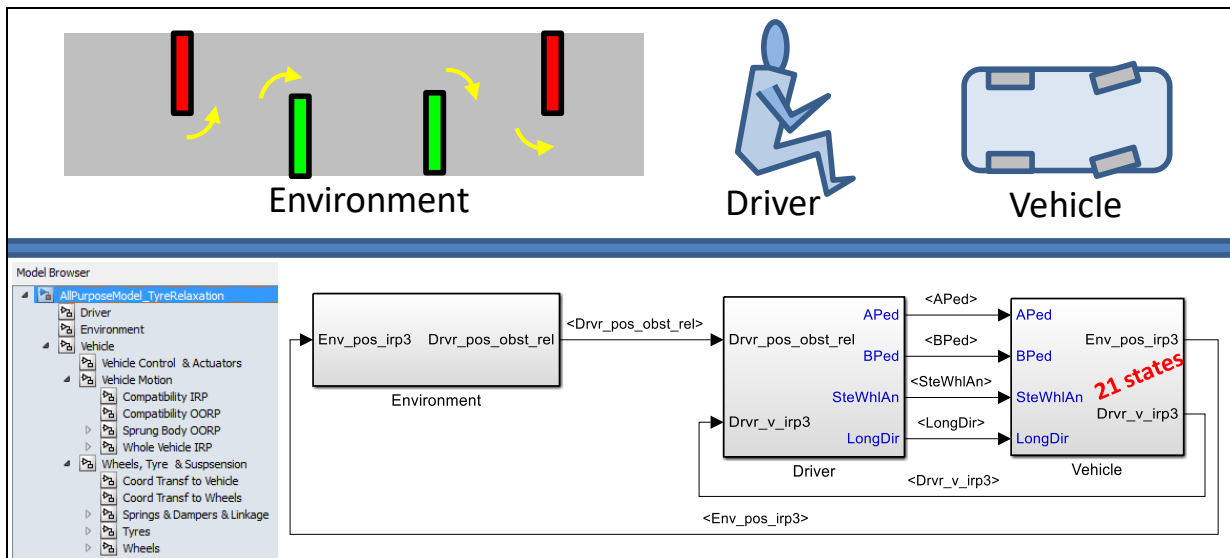 Environment
Driver
Vehicle
Model Browser
AllPurposeModel_TyreRelaxation
Driver
Environment
Vehicle
Vehicle Control & Actuators
Vehicle Motion
Compatibility IRP
Compatibility OORP
Sprung Body OORP
Whole Vehicle IRP
Wheels, Tyre & Suspsension
Coord Transf to Vehicle
Coord Transf to Wheels
Springs & Dampers & Linkage
Tyres
Wheels
Env_pos_irp3
Drvr_pos_obst_rel
Environment
<Drvr_pos_obst_rel>
Drvr_pos_obst_rel
Drvr_v_irp3
APed
BPed
SteWhlAn
LongDir
Driver
<APed>
<BPed>
<SteWhlAn>
<LongDir>
APed
BPed
SteWhlAn
LongDir
Env_pos_irp3
21 states
Drvr_v_irp3
Vehicle
<Drvr_v_irp3>
<Env_pos_irp3>